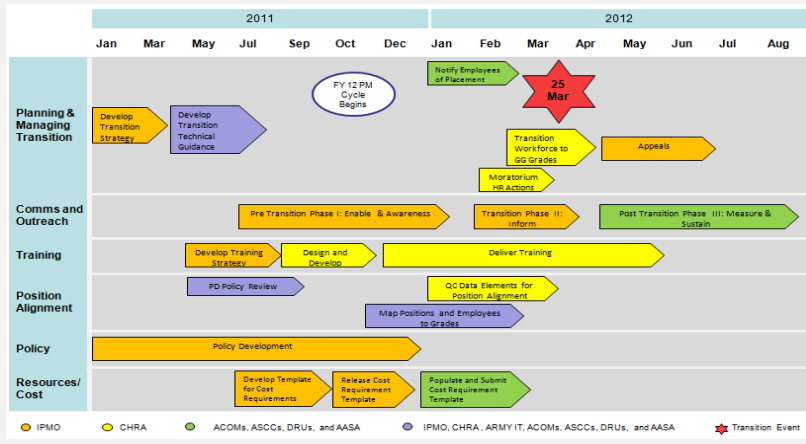 2011
2012
Jan Mar May Jul Sep Oct Dec Jan Feb Mar Apr May Jun Jul Aug
Planning &
Managing
Transition
Develop
Transition
Strategy
Develop
Transition
Technical
Guidance
FY 12 PM
Cycle
Begins
Notify Employees
of Placement
25
Mar
Transition
Workforce to
GG Grades
Moratorium
HR Actions
Appeals
Comms and
Outreach
Pre Transition Phase I: Enable & Awareness
Transition Phase II:
Inform
Post Transition Phase III: Measure &
Sustain
Training
Develop Training
Strategy
Design and
Develop
Deliver Training
Position
Alignment
PD Policy Review
QC Data Elements for
Position Alignment
Map Positions and Employees
to Grades
Policy
Policy Development
Resources/
Cost
Develop Template
for Cost
Requirements
Release Cost
Requirement
Template
Populate and Submit
Cost Requirement
Template
IPMO
CHRA
ACOMs, ASCCs, DRUs, and AASA
IPMO, CHRA , ARMY IT, ACOMs, ASCCs, DRUs, and AASA
Transition Event